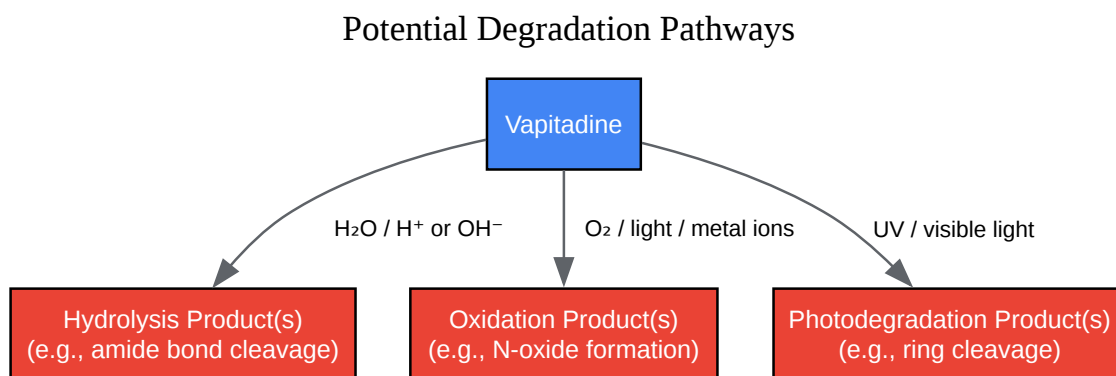 Potential Degradation Pathways
Vapitadine
H₂O / H⁺ or OH⁻
O₂ / light / metal ions
UV / visible light
Hydrolysis Product(s)
(e.g., amide bond cleavage)
Oxidation Product(s)
(e.g., N-oxide formation)
Photodegradation Product(s)
(e.g., ring cleavage)